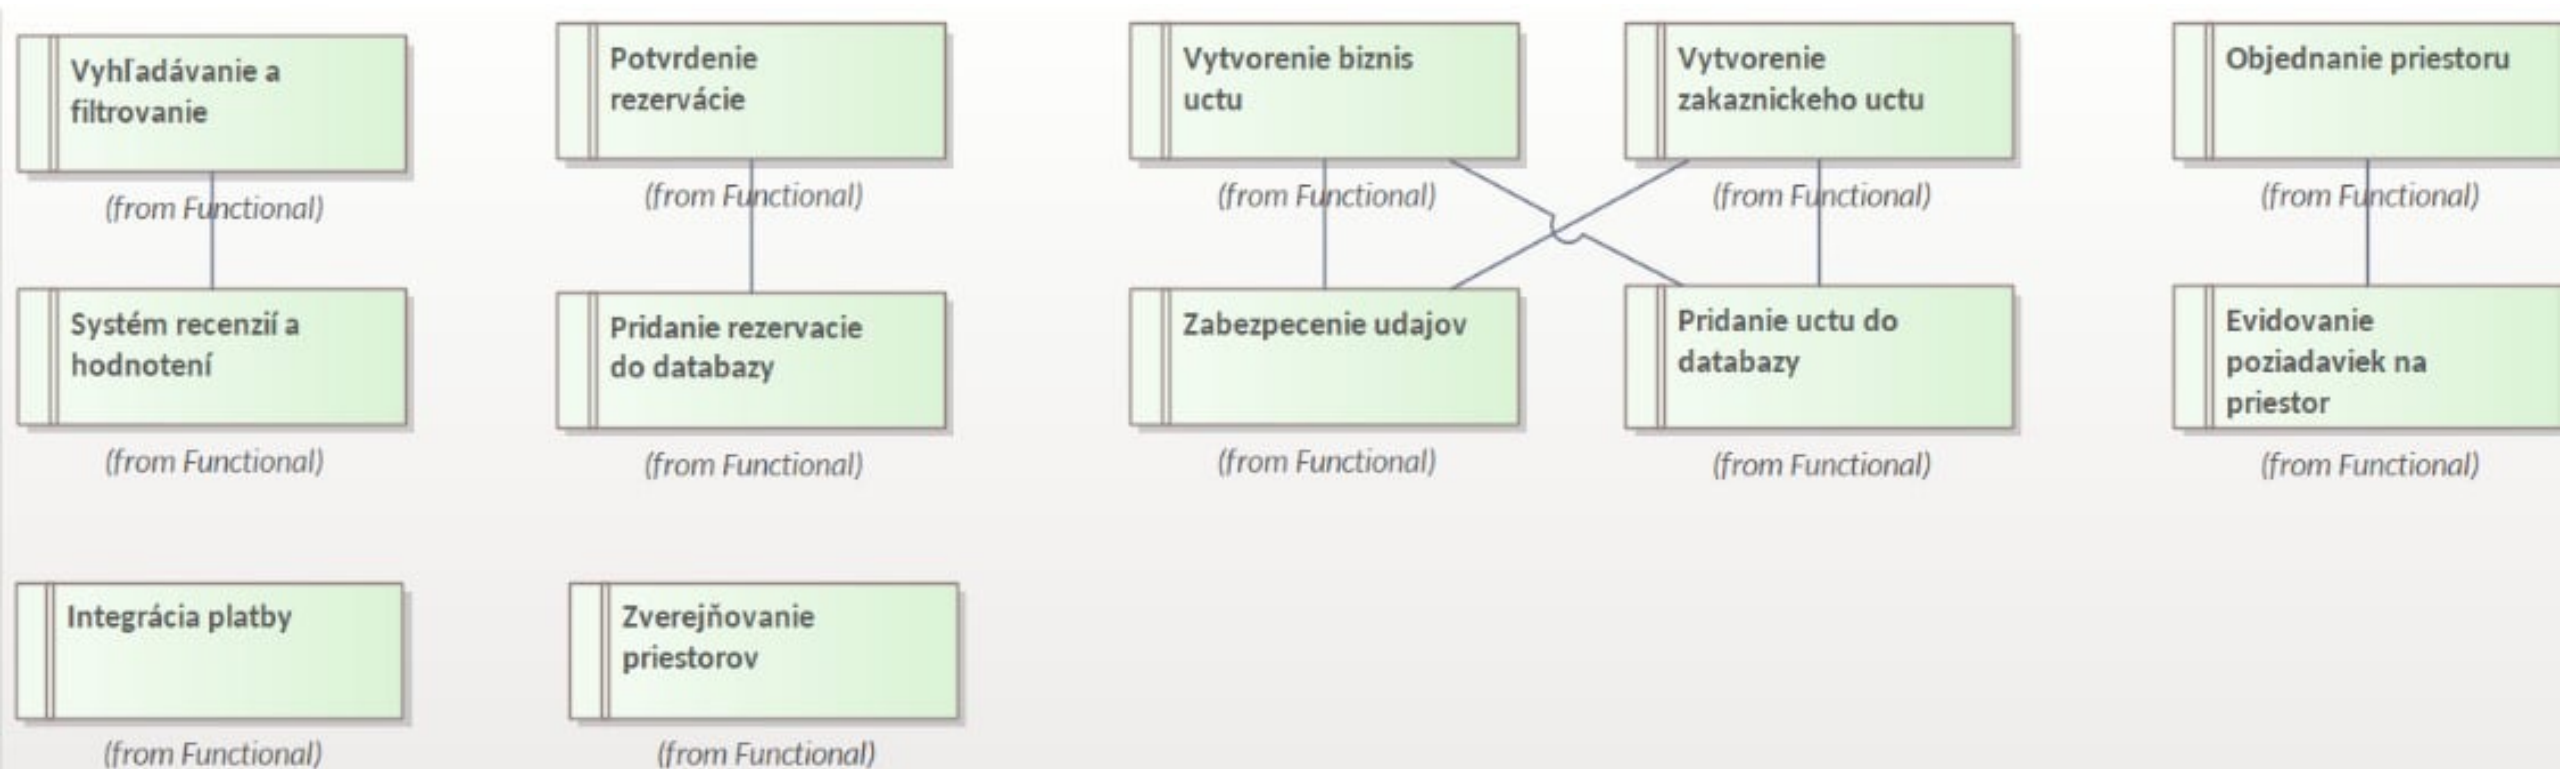 Vyhľadávanie a
filtrovanie
(from Functional)
Potvrdenie
rezervácie
(from Functional)
Vytvorenie biznis
uctu
(from Functional)
Vytvorenie
zakaznickeho uctu
(from Functional)
Objednanie priestoru
(from Functional)
Systém recenzií a
hodnotení
(from Functional)
Pridanie rezervacie
do databazy
(from Functional)
Zabezpecenie udajov
(from Functional)
Pridanie uctu do
databazy
(from Functional)
Evidovanie
poziadaviek na
priestor
(from Functional)
Integrácia platby
(from Functional)
Zverejňovanie
priestorov
(from Functional)